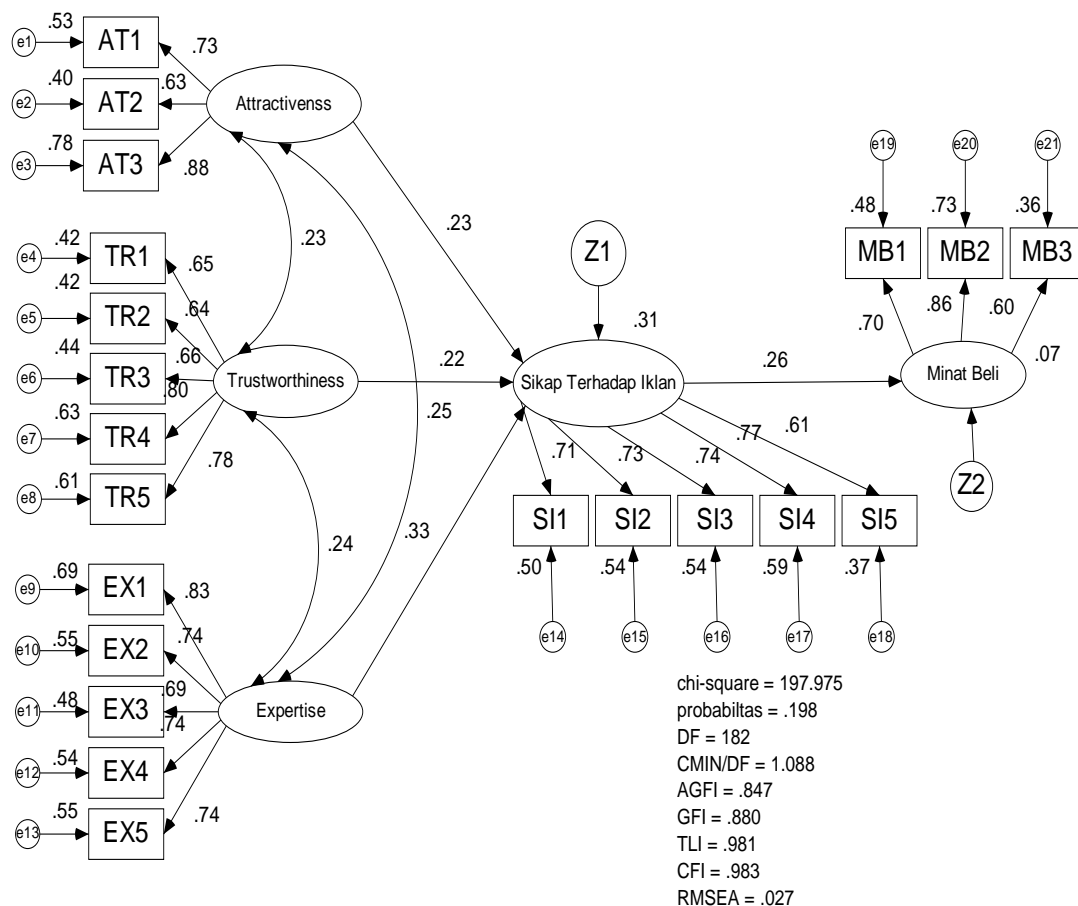 .53
e1
AT1
.73
.40
e2
AT2
.63
.78
e3
AT3
.88
Attractivenss
.23
.23
.25
.42
e4
TR1
.65
.42
e5
TR2
.64
.44
e6
TR3
.66
.63
e7
TR4
.80
.61
e8
TR5
.78
Trustworthiness
.22
.24
.33
.69
e9
EX1
.83
.55
e10
EX2
.74
.48
e11
EX3
.69
.54
e12
EX4
.74
.55
e13
EX5
.74
Expertise
Z1
.31
Sikap Terhadap Iklan
.26
.71
.73
.74
.77
.61
SI1
SI2
SI3
SI4
SI5
.50
.54
.54
.59
.37
e14
e15
e16
e17
e18
e19
e20
e21
.48
.73
.36
MB1
MB2
MB3
.70
.86
.60
.07
Minat Beli
Z2
chi-square = 197.975
probabiltas = .198
DF = 182
CMIN/DF = 1.088
AGFI = .847
GFI = .880
TLI = .981
CFI = .983
RMSEA = .027